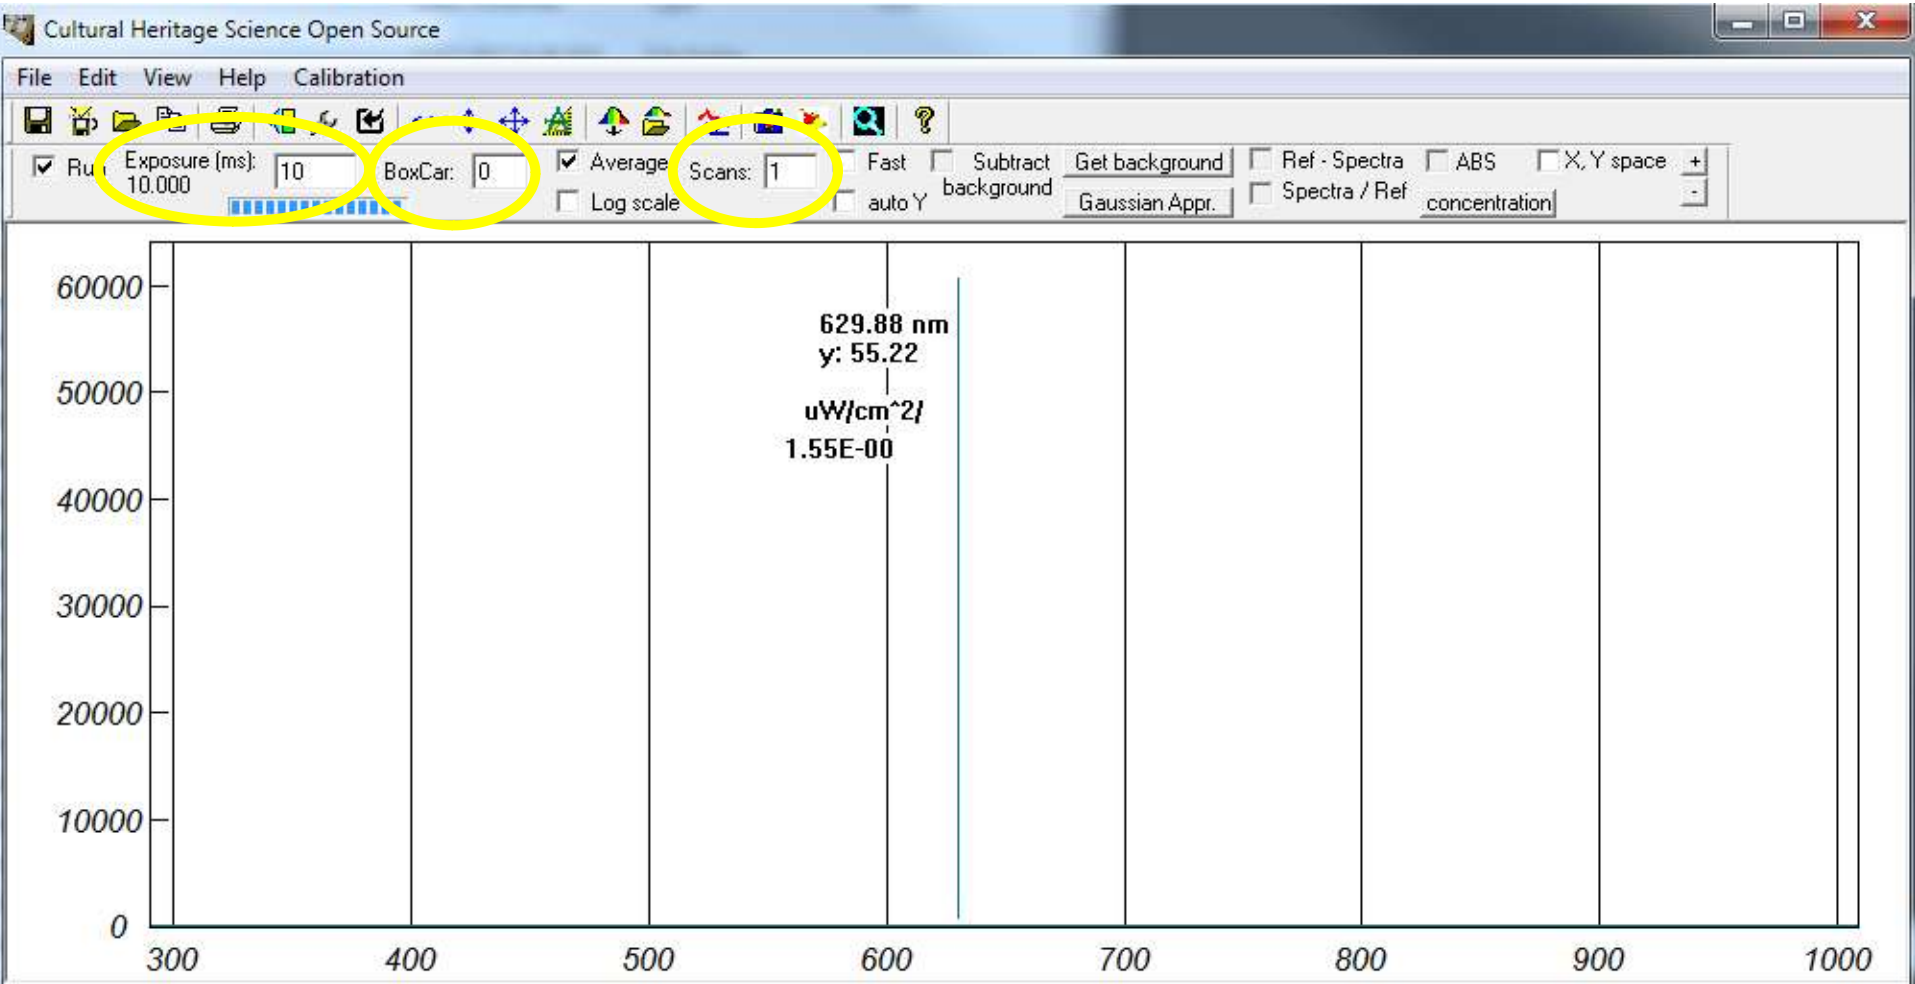 Cultural Heritage Science Open Source
File Edit View Help Calibration
Run Exposure (ms): 10 BoxCar: 0 Average Scans: 1 Fast Subtract background Get background Ref - Spectra ABS X, Y space +
10.000 Log scale auto Y Gaussian Appr. Spectra / Ref concentration -
60000
629.88 nm
y: 55.22
50000
uW/cm^2/
1.55E-00
40000
30000
20000
10000
0
300 400 500 600 700 800 900 1000